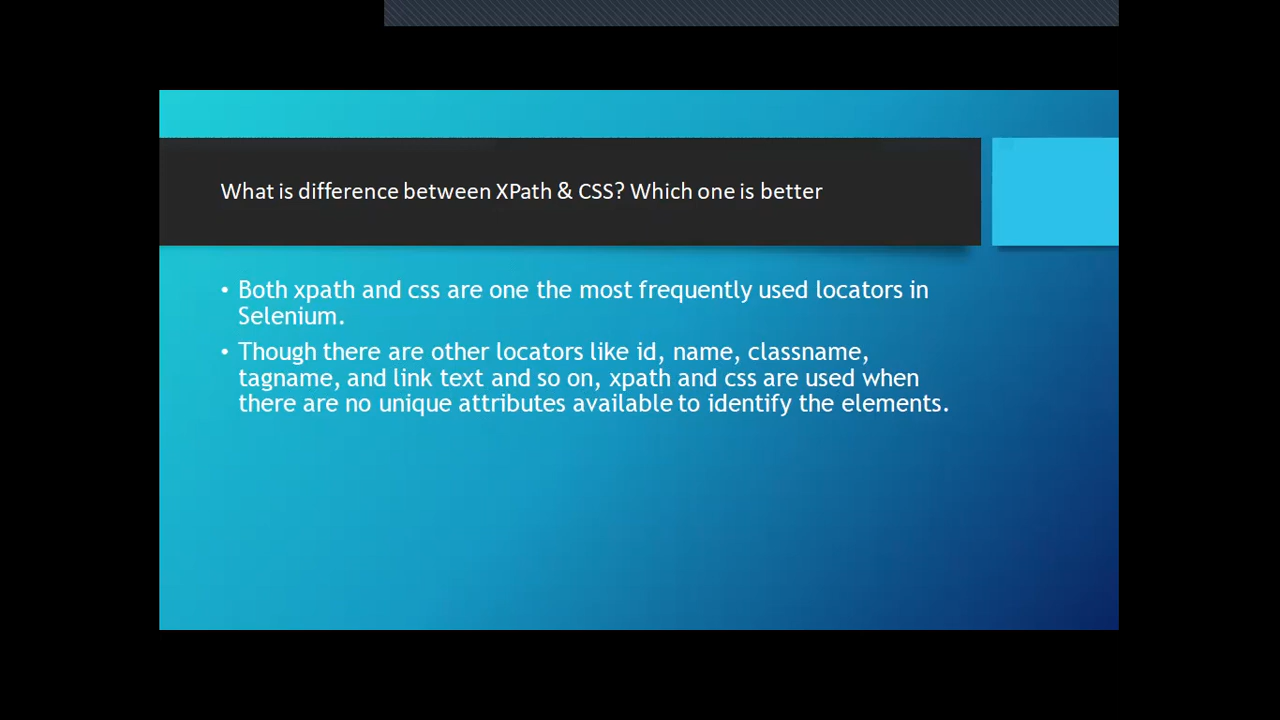 What is difference between XPath & CSS? Which one is better
• Both xpath and css are one the most frequently used locators in
Selenium.
• Though there are other locators like id, name, classname,
tagname, and link text and so on, xpath and css are used when
there are no unique attributes available to identify the elements.